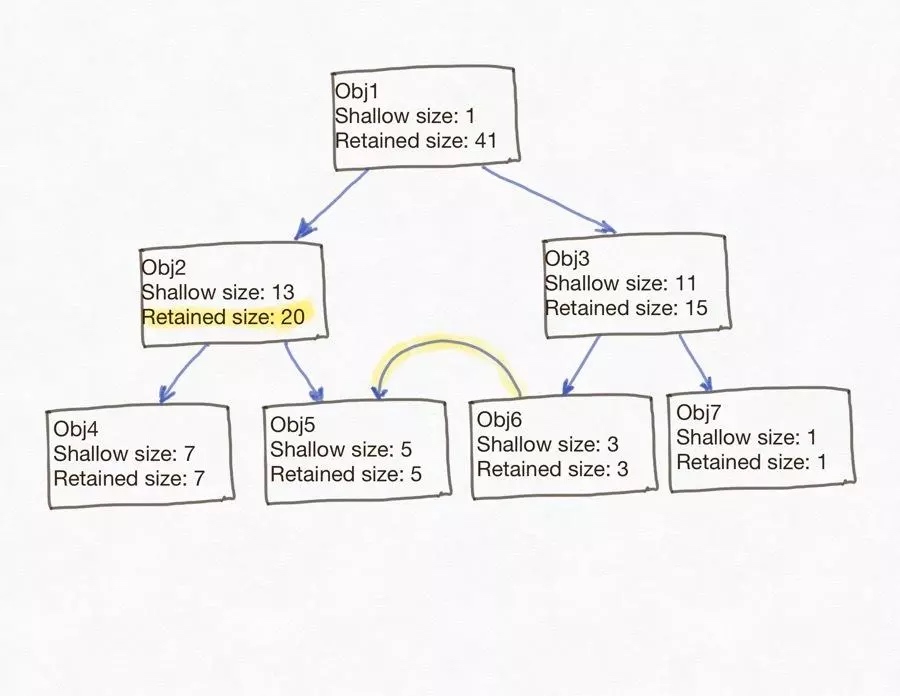 Obj1
Shallow size: 1
Retained size: 41
Obj2
Shallow size: 13
Retained size: 20
Obj3
Shallow size: 11
Retained size: 15
Obj4
Shallow size: 7
Retained size: 7
Obj5
Shallow size: 5
Retained size: 5
Obj6
Shallow size: 3
Retained size: 3
Obj7
Shallow size: 1
Retained size: 1